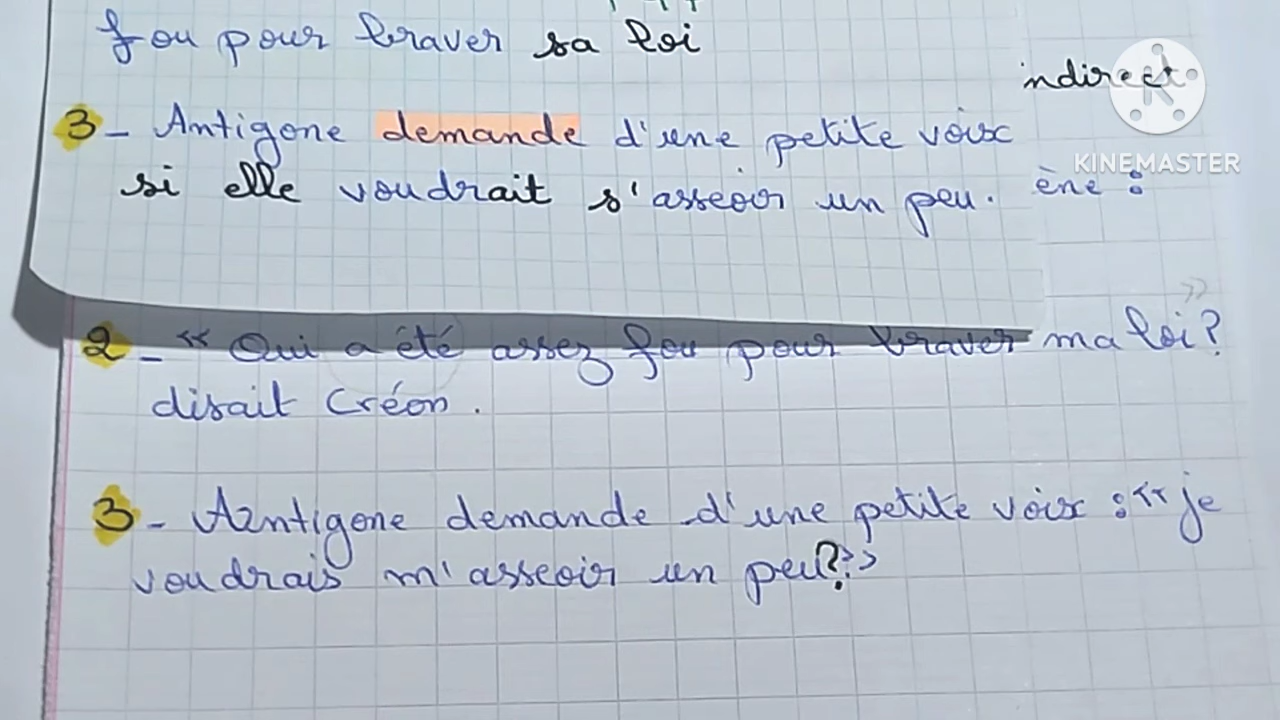 fou pour braver sa loi
indirect
KINEMASTER
3 - Antigone demande d'une petite voix
si elle voudrait s'asseoir un peu.
ène :
2 - « Qui a été assez fou pour braver ma loi ? »
disait Créon .
3 - Azntigone demande d'une petite voix : « je
voudrais m'asseoir un peu ? »